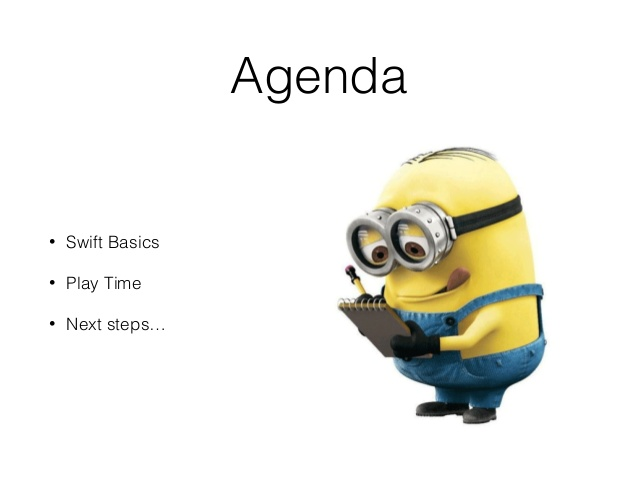 Agenda
• Swift Basics
• Play Time
• Next steps…